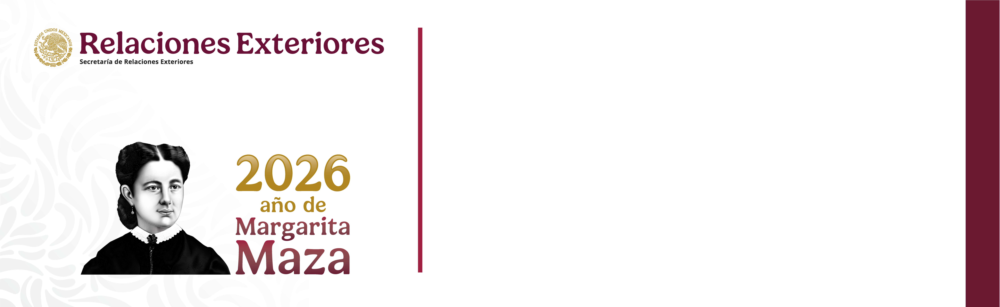 ESTADOS UNIDOS MEXICANOS
Relaciones Exteriores
Secretaría de Relaciones Exteriores
2026
año de
Margarita
Maza